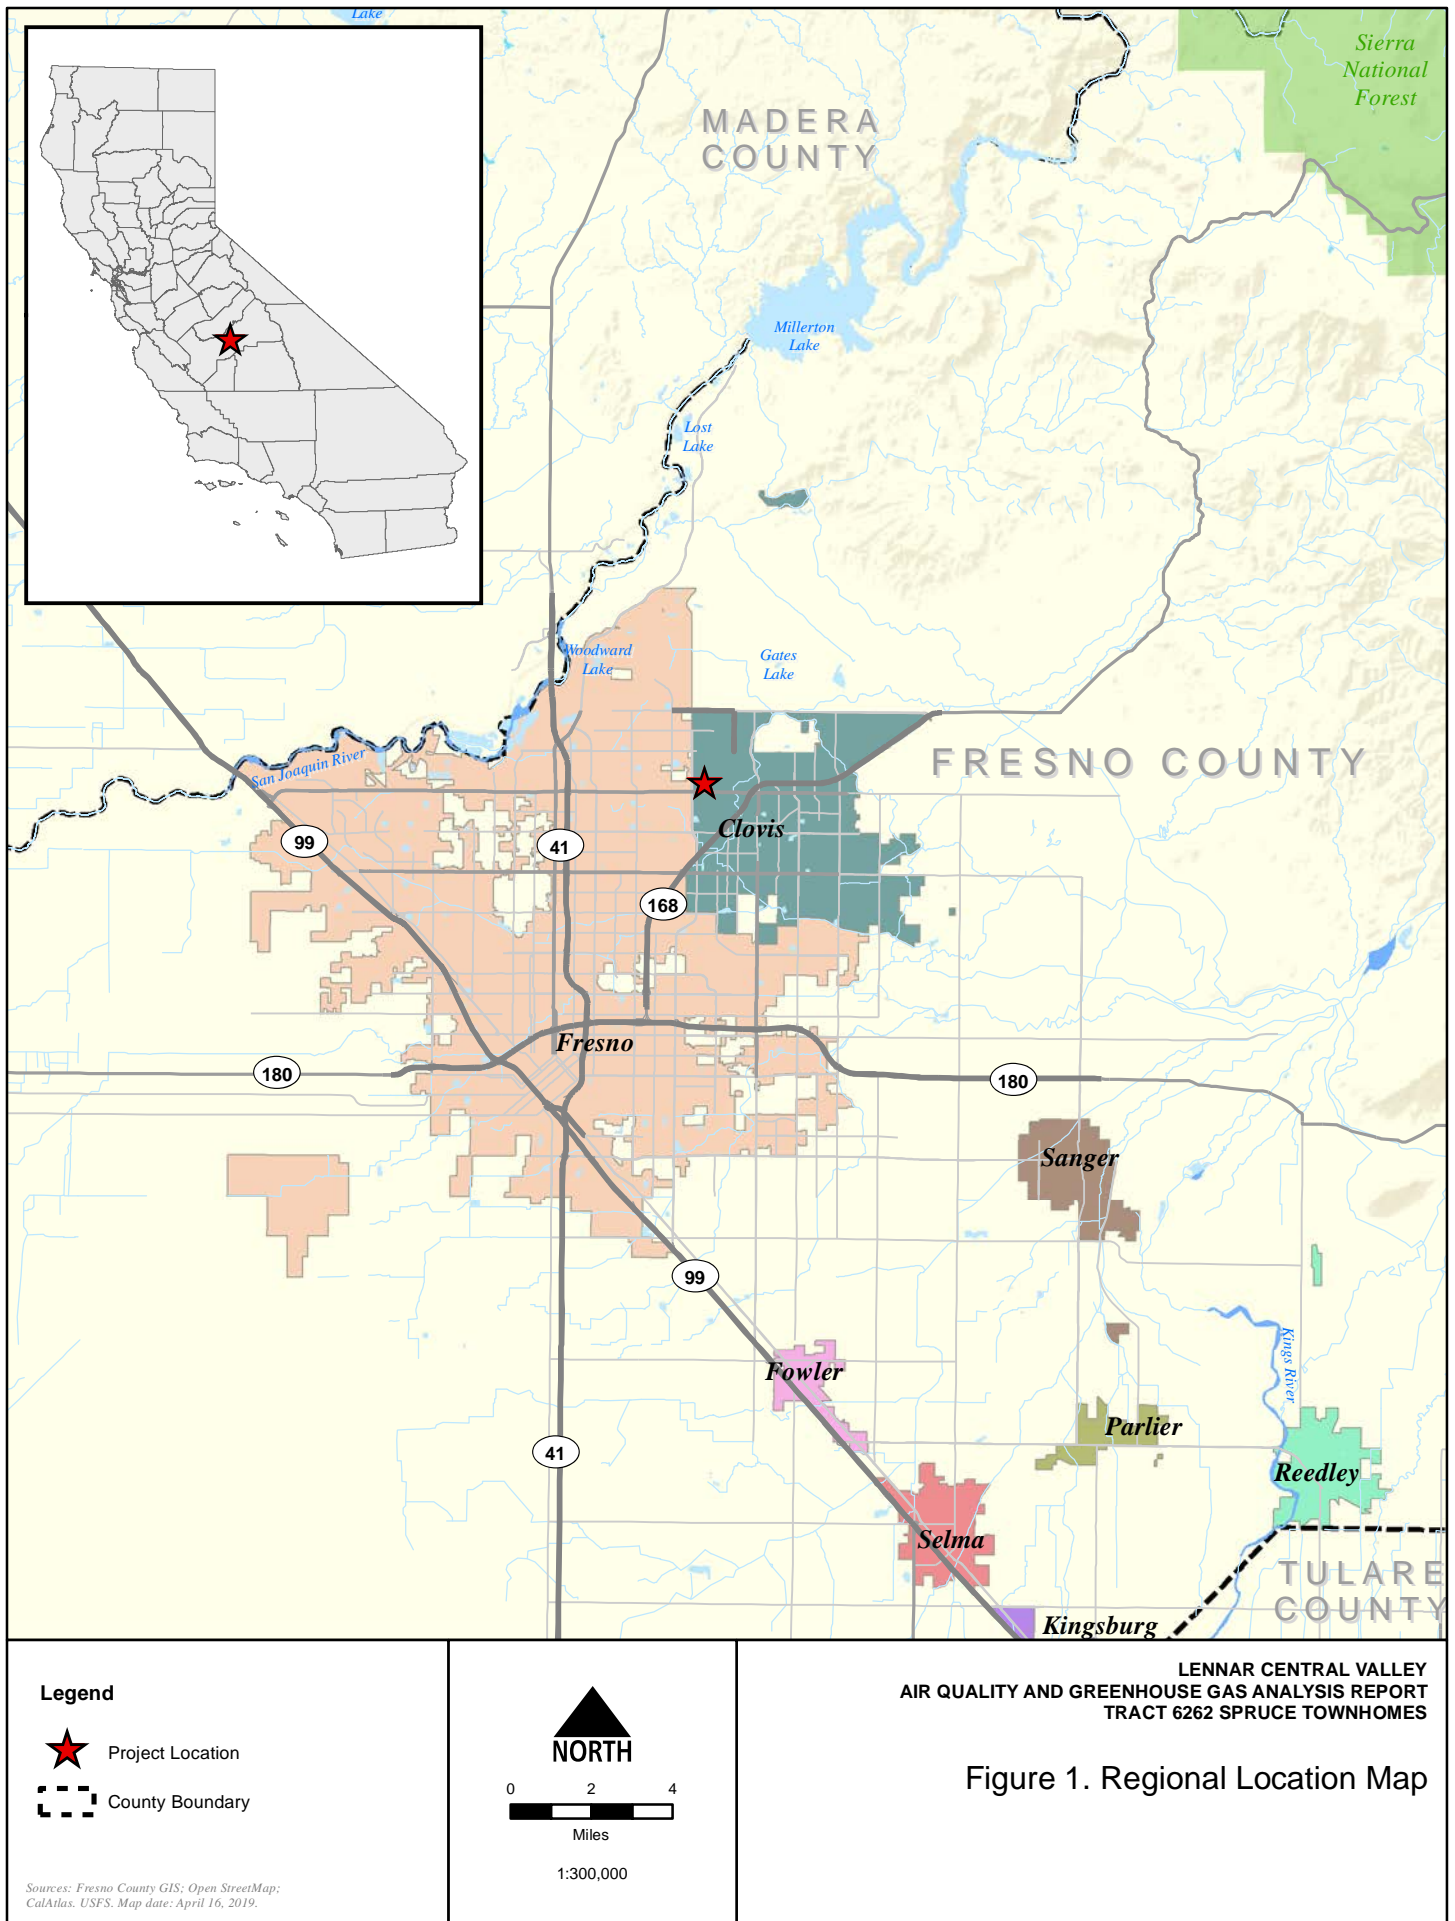 Lake
Sierra
National
Forest
MADERA
COUNTY
Millerton
Lake
Lost
Lake
Woodward
Lake
Gates
Lake
San Joaquin River
FRESNO COUNTY
99
41
Clovis
168
Fresno
180
180
Sanger
99
Kings River
Fowler
Parlier
41
Reedley
Selma
TULARE
COUNTY
Kingsburg
Legend
Project Location
County Boundary
Sources: Fresno County GIS; Open StreetMap;
CalAtlas. USFS. Map date: April 16, 2019.
NORTH
0 2 4
Miles
1:300,000
LENNAR CENTRAL VALLEY
AIR QUALITY AND GREENHOUSE GAS ANALYSIS REPORT
TRACT 6262 SPRUCE TOWNHOMES
Figure 1. Regional Location Map